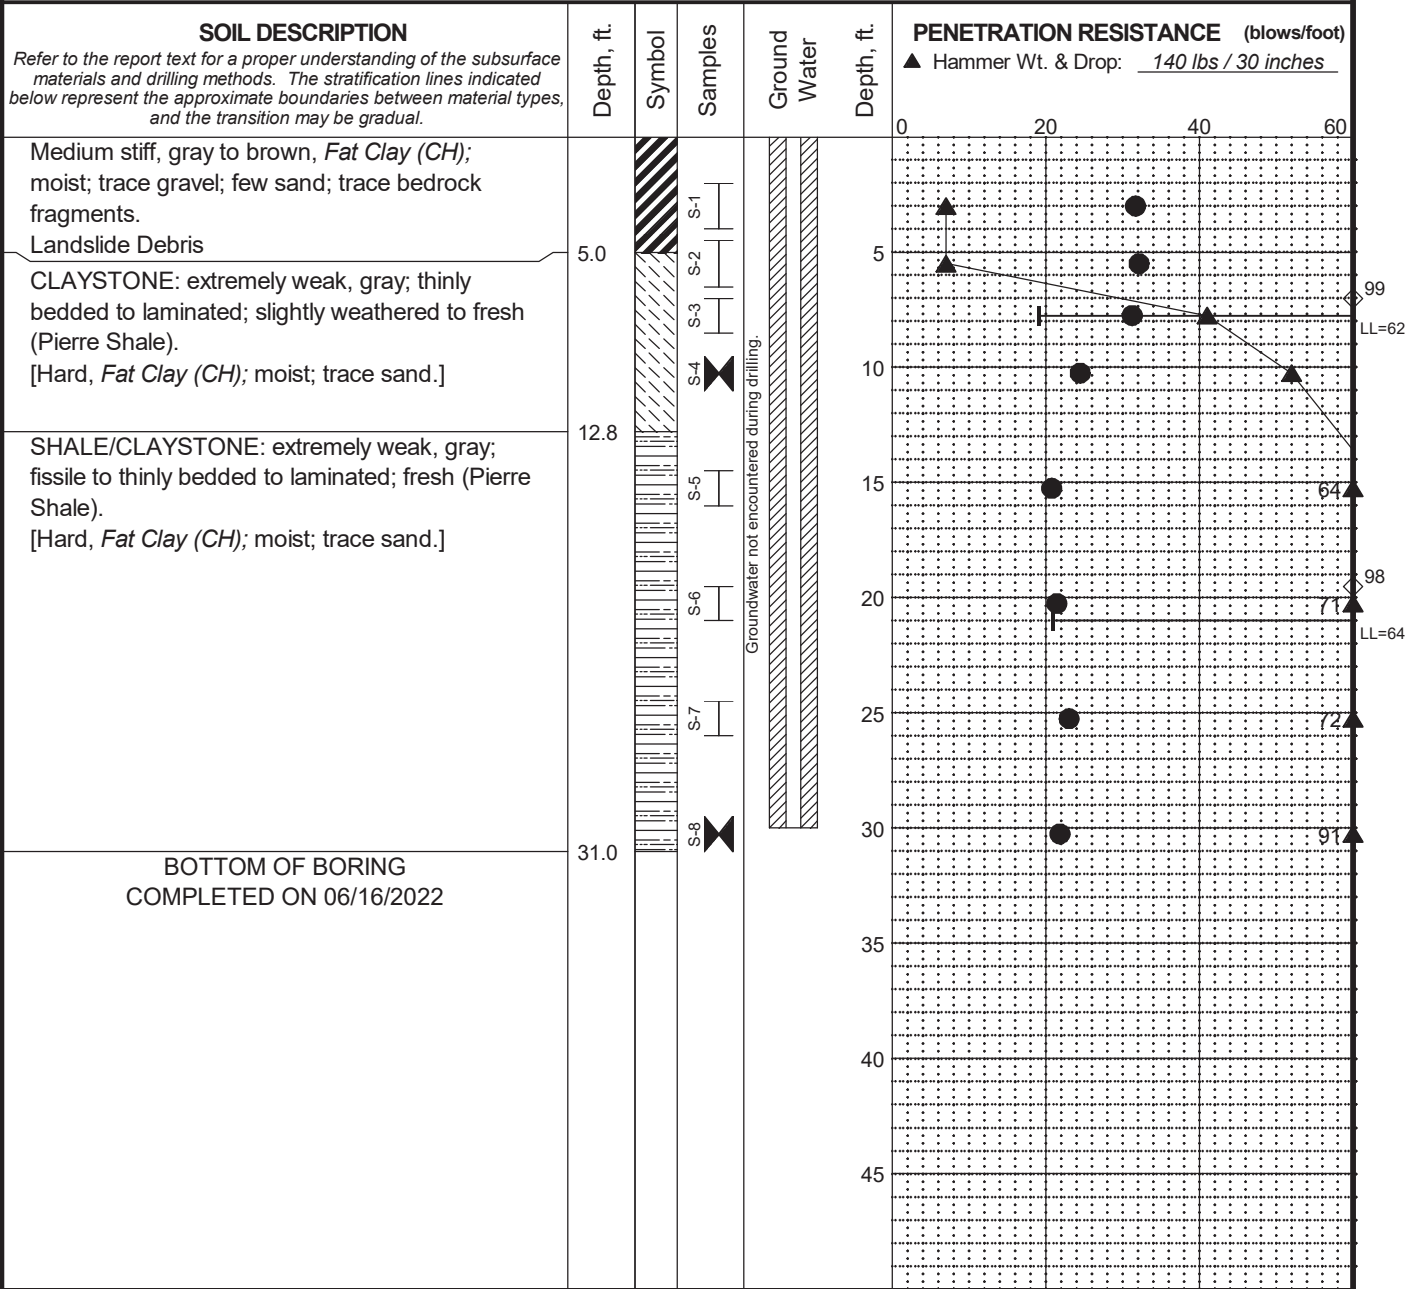 SOIL DESCRIPTION
Refer to the report text for a proper understanding of the subsurface
materials and drilling methods. The stratification lines indicated
below represent the approximate boundaries between material types,
and the transition may be gradual.
Depth, ft.
Symbol
Samples
Ground
Water
Depth, ft.
PENETRATION RESISTANCE (blows/foot)
▲ Hammer Wt. & Drop: 140 lbs / 30 inches
0 20 40 60
Medium stiff, gray to brown, Fat Clay (CH);
moist; trace gravel; few sand; trace bedrock
fragments.
Landslide Debris
5.0
CLAYSTONE: extremely weak, gray; thinly
bedded to laminated; slightly weathered to fresh
(Pierre Shale).
[Hard, Fat Clay (CH); moist; trace sand.]
12.8
SHALE/CLAYSTONE: extremely weak, gray;
fissile to thinly bedded to laminated; fresh (Pierre
Shale).
[Hard, Fat Clay (CH); moist; trace sand.]
31.0
BOTTOM OF BORING
COMPLETED ON 06/16/2022
S-1
S-2
S-3
S-4
S-5
S-6
S-7
S-8
Groundwater not encountered during drilling.
5
10
15
20
25
30
35
40
45
99
LL=62
64
98
71
LL=64
72
91